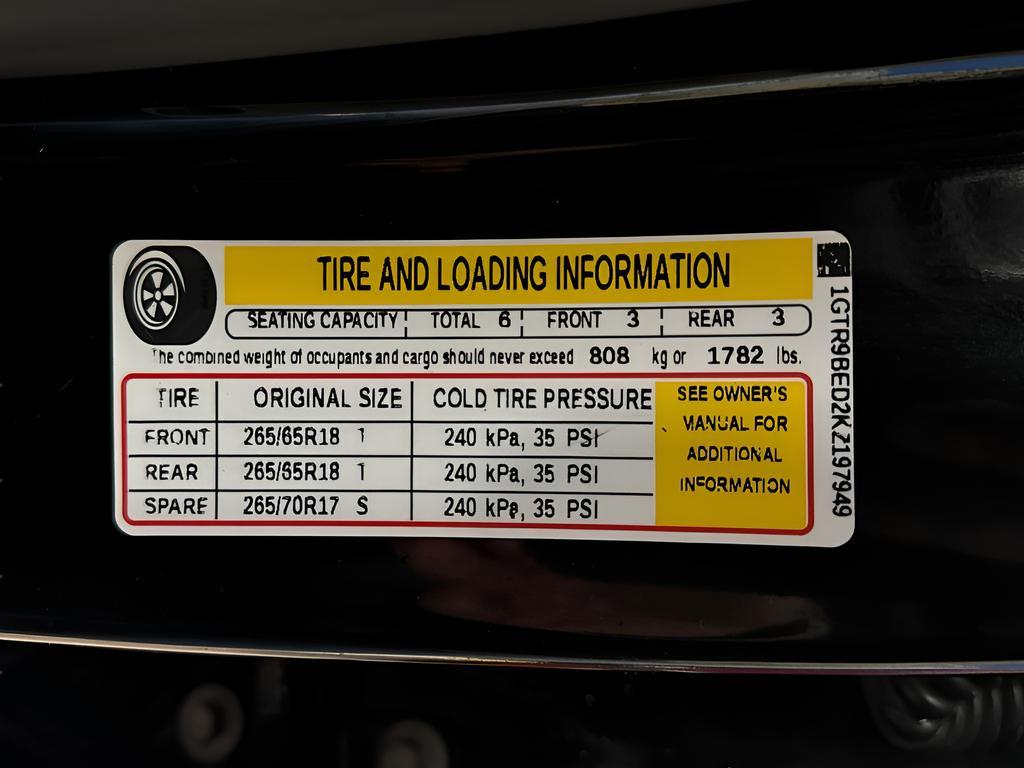 TIRE AND LOADING INFORMATION
SEATING CAPACITY TOTAL 6 FRONT 3 REAR 3
The combined weight of occupants and cargo should never exceed 808 kg or 1782 lbs.
TIRE ORIGINAL SIZE COLD TIRE PRESSURE
FRONT 265/65R18 T 240 kPa, 35 PSI
REAR 265/65R18 T 240 kPa, 35 PSI
SPARE 265/70R17 S 240 kPa, 35 PSI
SEE OWNER'S
MANUAL FOR
ADDITIONAL
INFORMATION
1GTR9BED2KZ197949